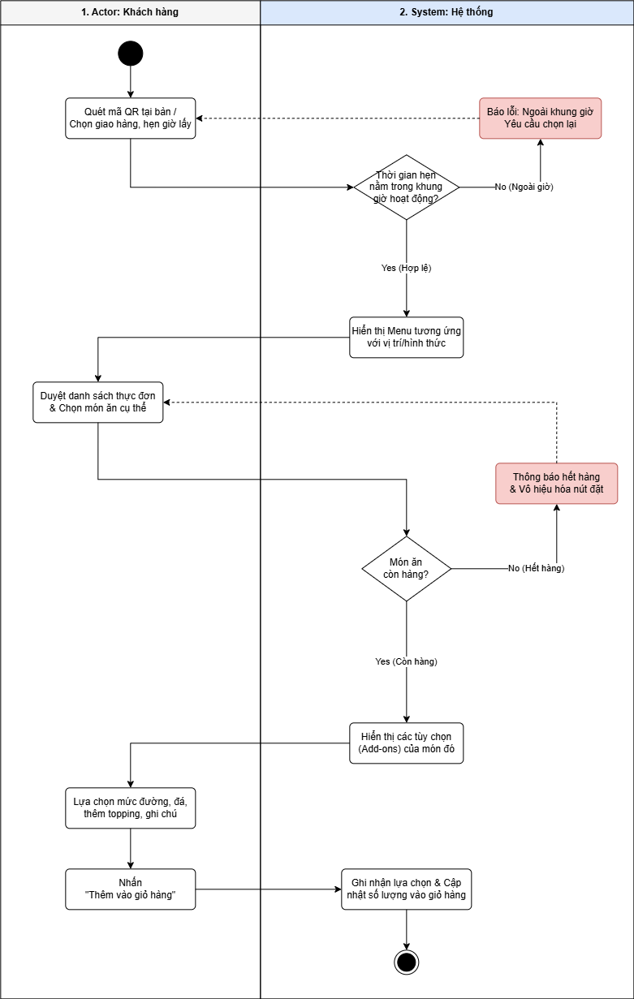 1. Actor: Khách hàng
2. System: Hệ thống
Quét mã QR tại bàn /
Chọn giao hàng, hẹn giờ lấy
Báo lỗi: Ngoài khung giờ
Yêu cầu chọn lại
Thời gian hẹn
nằm trong khung
giờ hoạt động?
No (Ngoài giờ)
Yes (Hợp lệ)
Hiển thị Menu tương ứng
với vị trí/hình thức
Duyệt danh sách thực đơn
& Chọn món ăn cụ thể
Thông báo hết hàng
& Vô hiệu hóa nút đặt
Món ăn
còn hàng?
No (Hết hàng)
Yes (Còn hàng)
Hiển thị các tùy chọn
(Add-ons) của món đó
Lựa chọn mức đường, đá,
thêm topping, ghi chú
Nhấn
"Thêm vào giỏ hàng"
Ghi nhận lựa chọn & Cập
nhật số lượng vào giỏ hàng